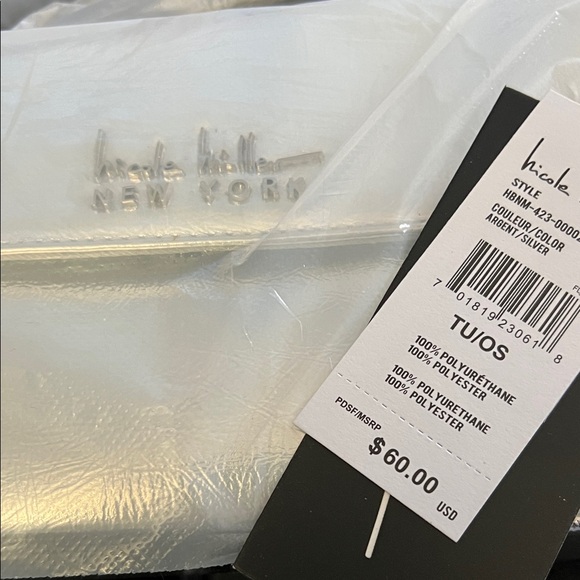 nicole miller
NEW YORK
nicole
STYLE
HBNM-423-0000
COULEUR/COLOR
ARGENT/SILVER
7 01819 23061 8
TU/OS
100% POLYURÉTHANE
100% POLYESTER
100% POLYURETHANE
100% POLYESTER
PDSF/MSRP
$60.00
USD